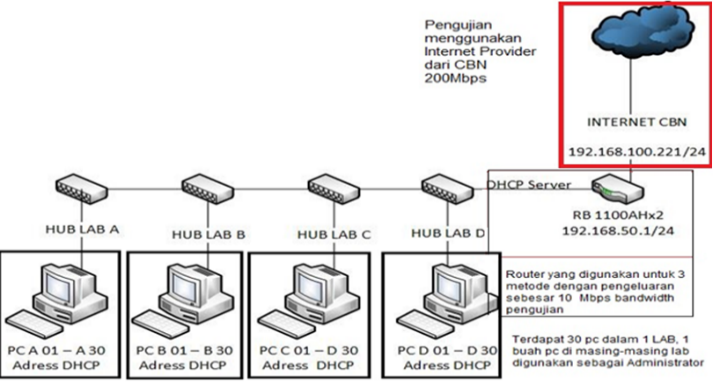 Pengujian
menggunakan
Internet Provider
dari CBN
200Mbps
INTERNET CBN
192.168.100.221/24
DHCP Server
RB 1100AHx2
192.168.50.1/24
HUB LAB A
HUB LAB B
HUB LAB C
HUB LAB D
Router yang digunakan untuk 3
metode dengan pengeluaran
sebesar 10 Mbps bandwidth
pengujian
PC A 01 – A 30
Adress DHCP
PC B 01 – B 30
Adress DHCP
PC C 01 – D 30
Adress DHCP
PC D 01 – D 30
Adress DHCP
Terdapat 30 pc dalam 1 LAB, 1
buah pc di masing-masing lab
digunakan sebagai Administrator